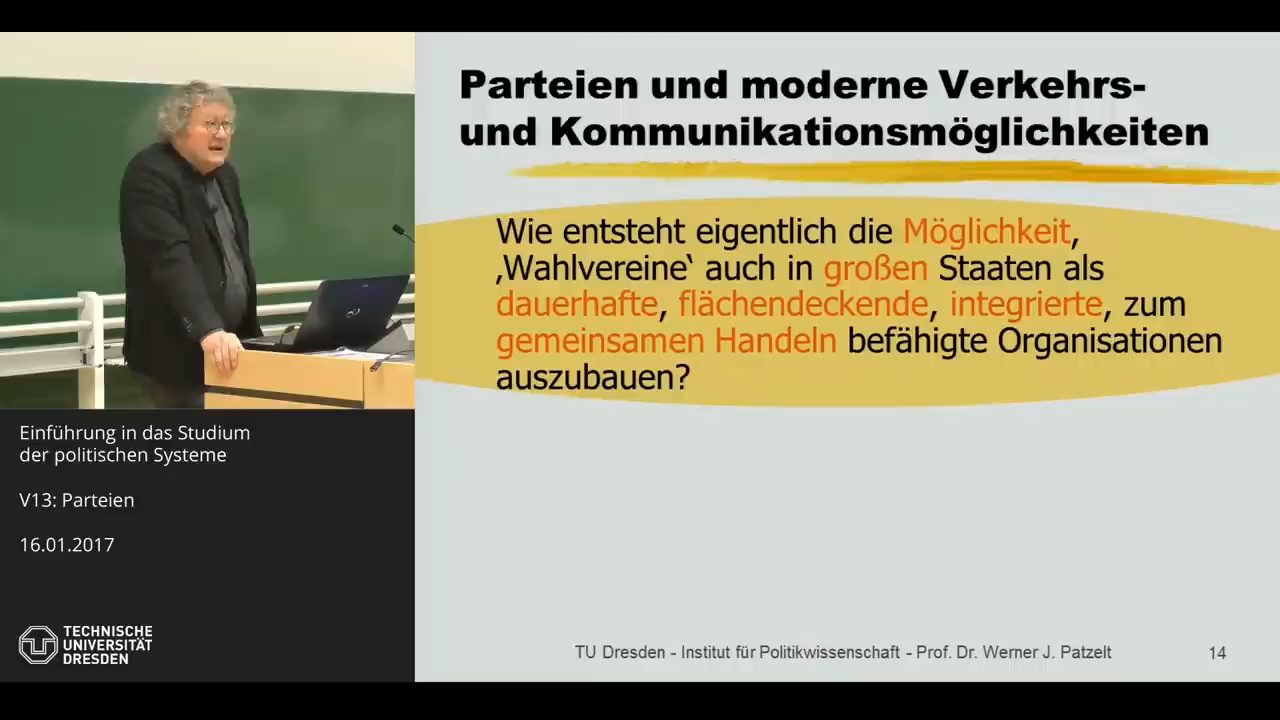 Parteien und moderne Verkehrs-
und Kommunikationsmöglichkeiten
Wie entsteht eigentlich die Möglichkeit,
‚Wahlvereine‘ auch in großen Staaten als
dauerhafte, flächendeckende, integrierte, zum
gemeinsamen Handeln befähigte Organisationen
auszubauen?
Einführung in das Studium
der politischen Systeme
V13: Parteien
16.01.2017
TECHNISCHE
UNIVERSITÄT
DRESDEN
TU Dresden - Institut für Politikwissenschaft - Prof. Dr. Werner J. Patzelt
14